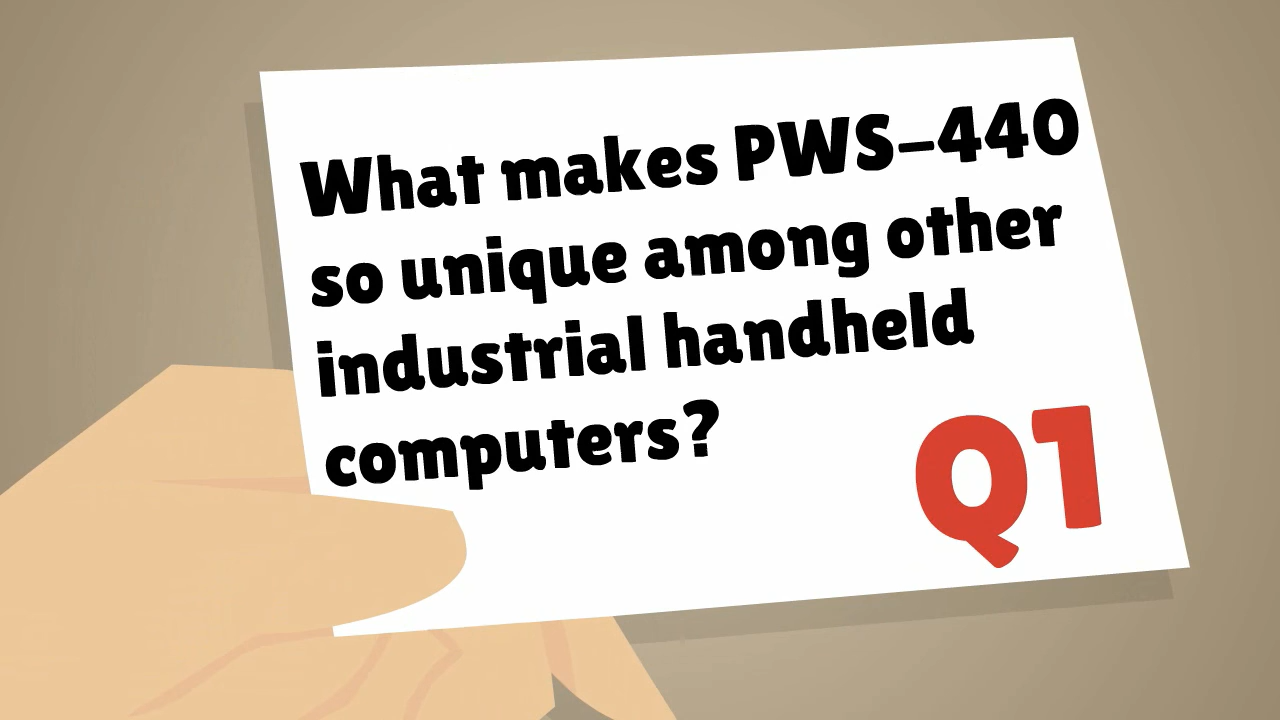 What makes PWS-440
so unique among other
industrial handheld
computers?
Q1